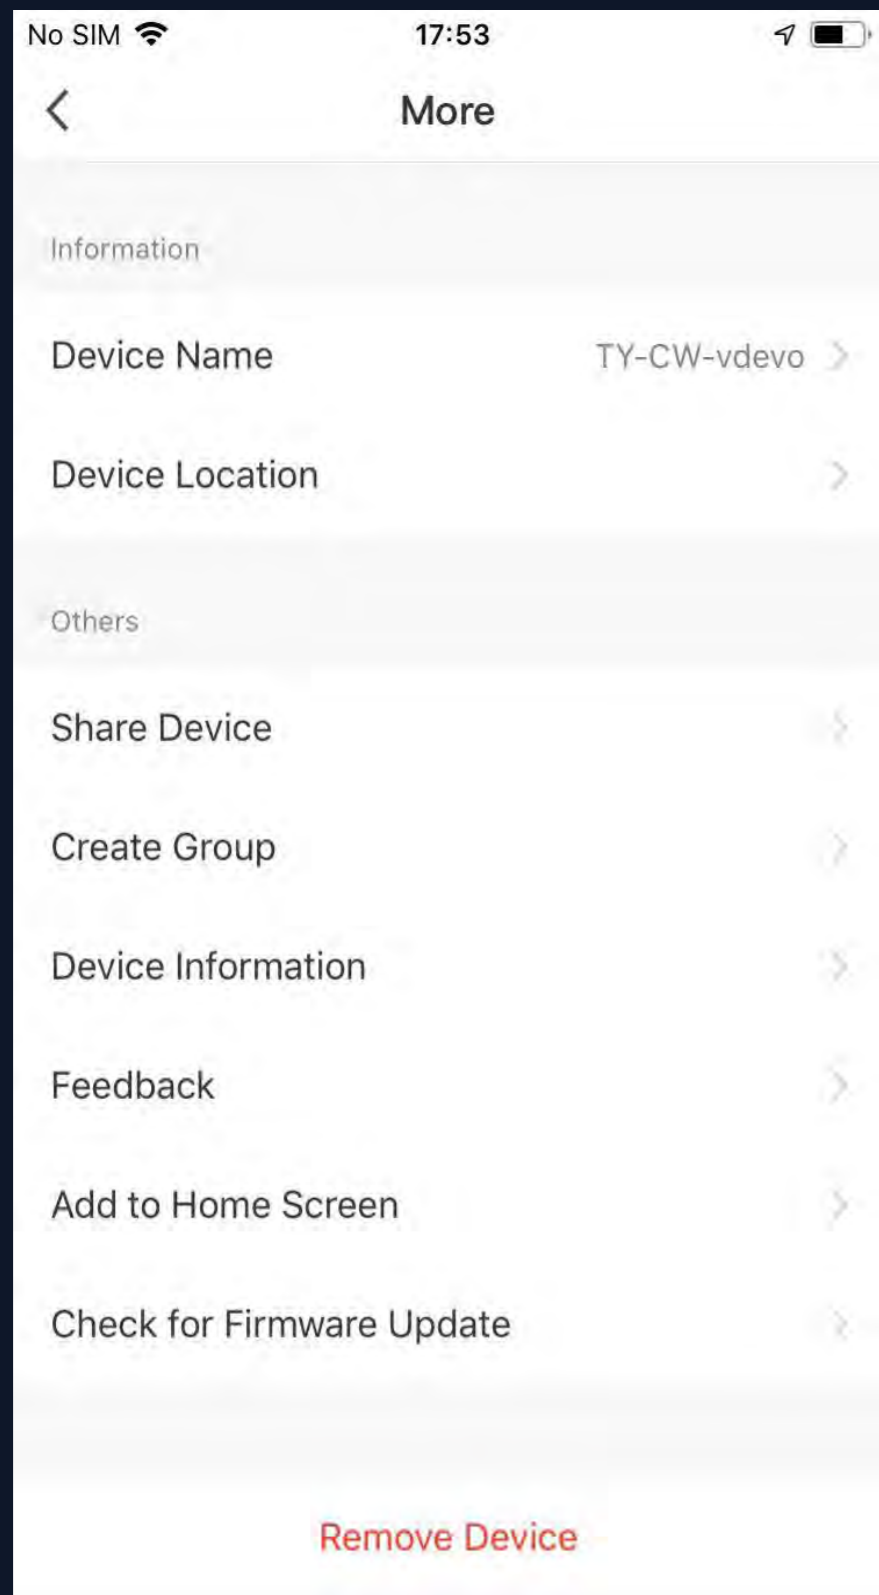 No SIM 17:53
More
Information
Device Name TY-CW-vdevo
Device Location
Others
Share Device
Create Group
Device Information
Feedback
Add to Home Screen
Check for Firmware Update
Remove Device